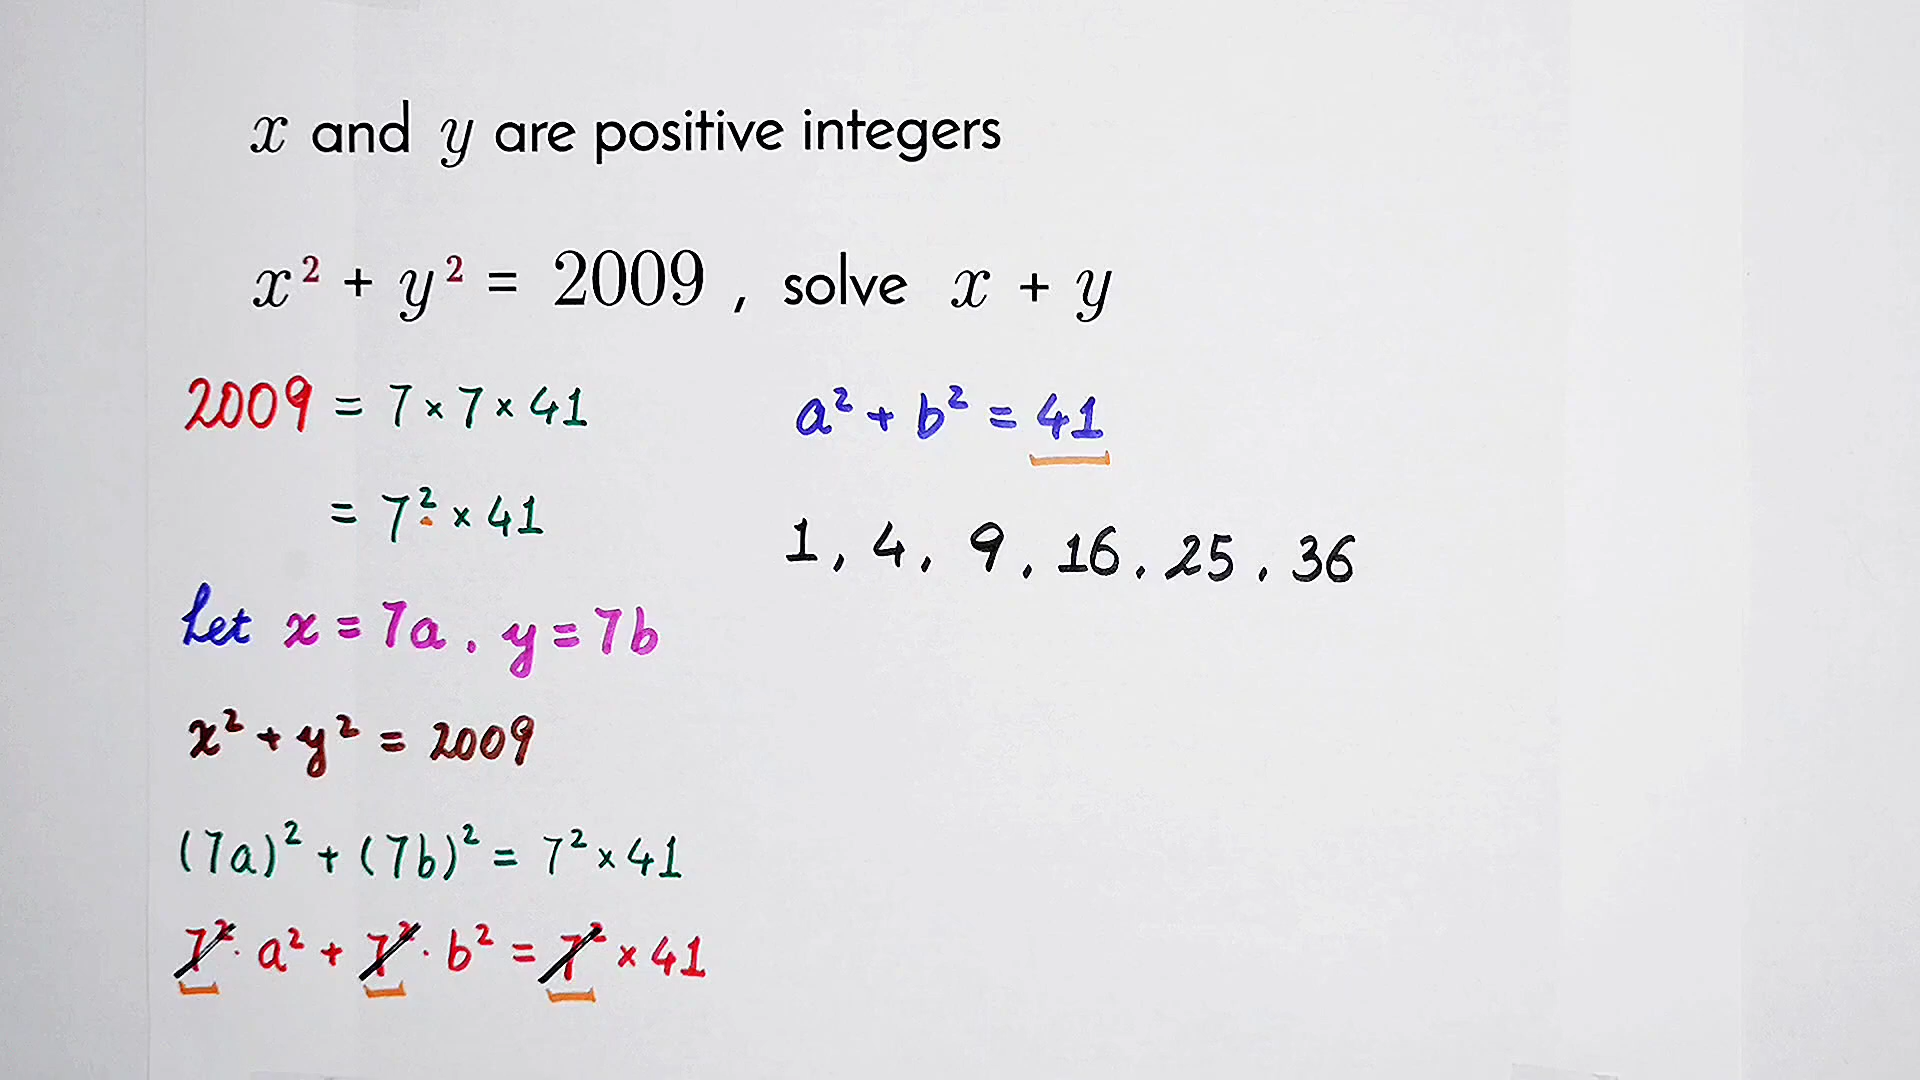 x and y are positive integers
x² + y² = 2009 , solve x + y
2009 = 7 × 7 × 41
= 7² × 41
Let x = 7a , y = 7b
x² + y² = 2009
(7a)² + (7b)² = 7² × 41
7² · a² + 7² · b² = 7² × 41
a² + b² = 41
1 , 4 , 9 , 16 , 25 , 36